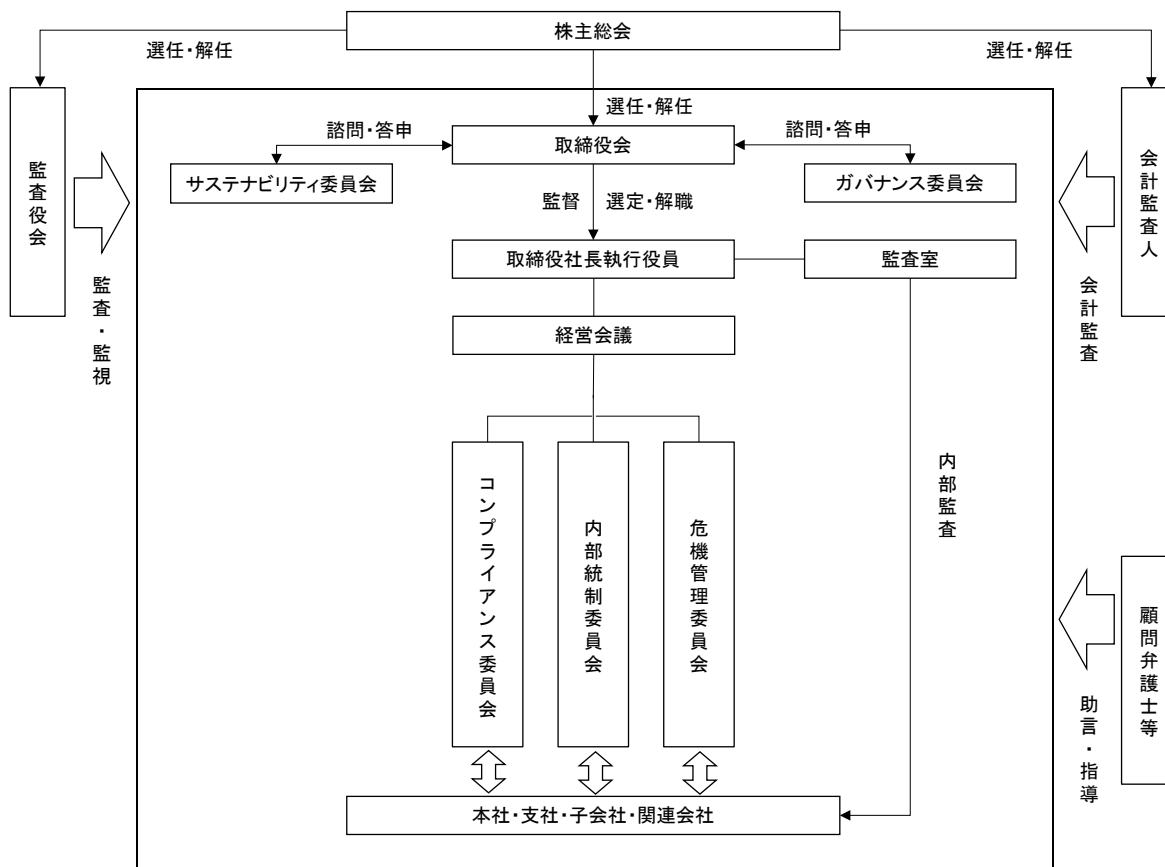 株主総会
選任・解任
選任・解任
選任・解任
監査役会
会計監査人
諮問・答申
取締役会
諮問・答申
サステナビリティ委員会
ガバナンス委員会
監督
選定・解職
取締役社長執行役員
監査室
監査・監視
会計監査
経営会議
コンプライアンス委員会
内部統制委員会
危機管理委員会
内部監査
顧問弁護士等
助言・指導
本社・支社・子会社・関連会社